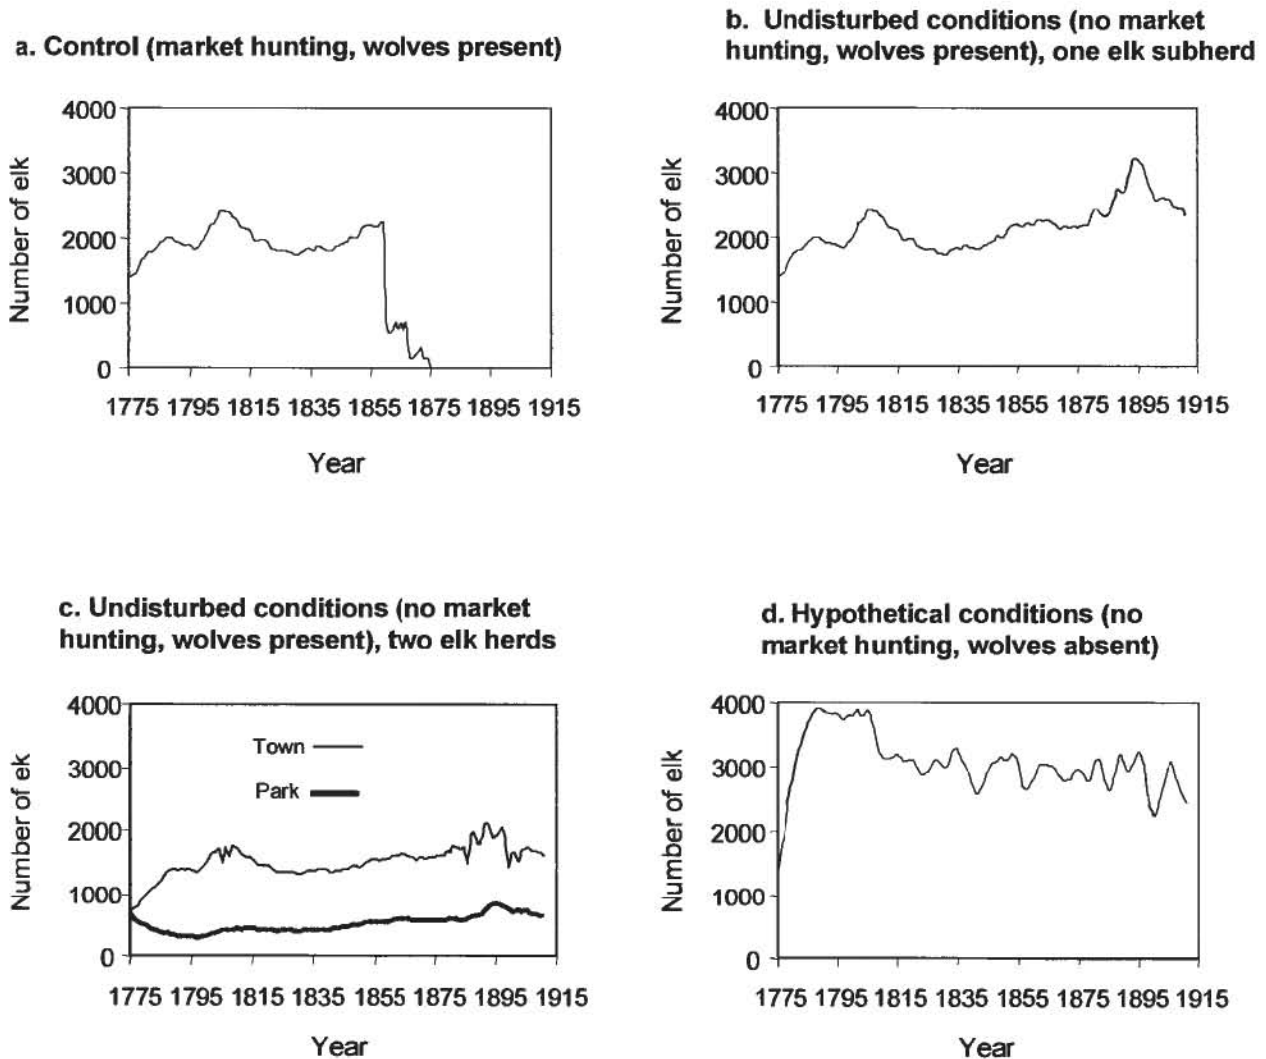 a. Control (market hunting, wolves present)
4000
3000
2000
1000
0
Number of elk
1775 1795 1815 1835 1855 1875 1895 1915
Year
b. Undisturbed conditions (no market
hunting, wolves present), one elk subherd
4000
3000
2000
1000
0
Number of elk
1775 1795 1815 1835 1855 1875 1895 1915
Year
c. Undisturbed conditions (no market
hunting, wolves present), two elk herds
4000
3000
2000
1000
0
Number of ek
Town
Park
1775 1795 1815 1835 1855 1875 1895 1915
Year
d. Hypothetical conditions (no
market hunting, wolves absent)
4000
3000
2000
1000
0
Number of elk
1775 1795 1815 1835 1855 1875 1895 1915
Year